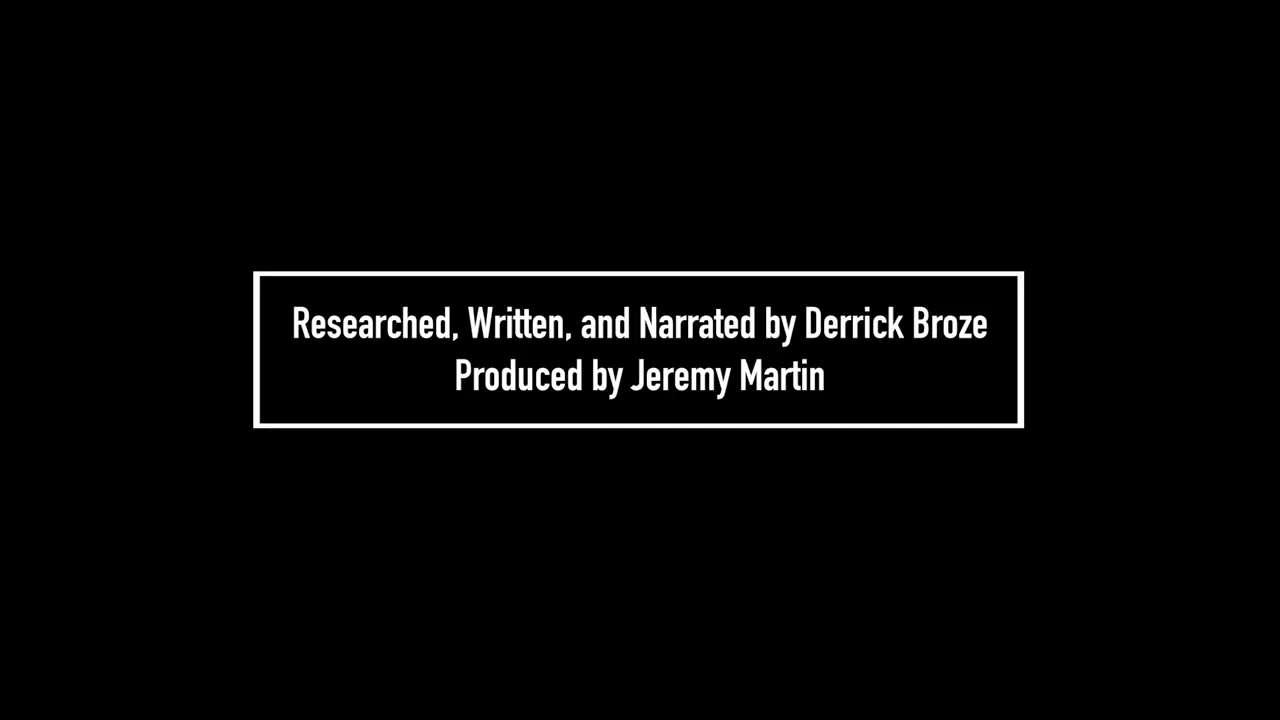 Researched, Written, and Narrated by Derrick Broze
Produced by Jeremy Martin